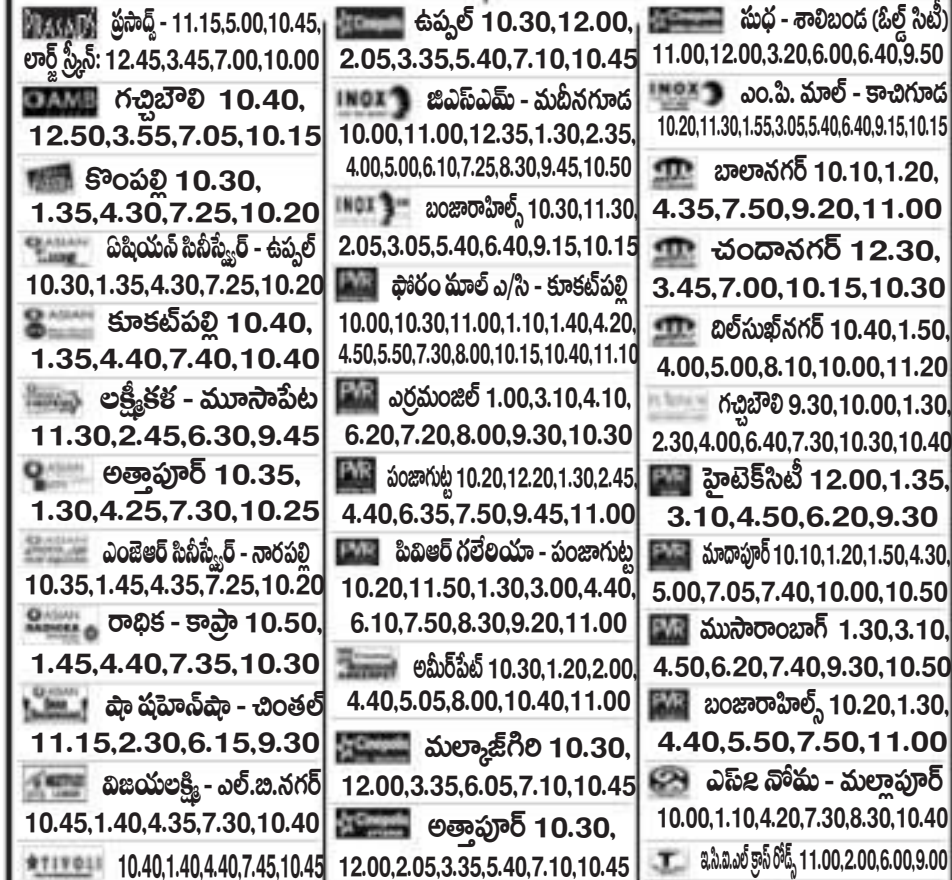 PRASADS ప్రసాద్స్ - 11.15,5.00,10.45,
లార్జ్ స్క్రీన్: 12.45,3.45,7.00,10.00
AMB గచ్చిబౌలి 10.40,
12.50,3.55,7.05,10.15
కొంపల్లి 10.30,
1.35,4.30,7.25,10.20
ASIAN ఏషియన్ సినీస్క్వేర్ - ఉప్పల్
10.30,1.35,4.30,7.25,10.20
ASIAN కూకట్‌పల్లి 10.40,
1.35,4.40,7.40,10.40
లక్ష్మీకళ - మూసాపేట
11.30,2.45,6.30,9.45
ASIAN అత్తాపూర్ 10.35,
1.30,4.25,7.30,10.25
ఎంజెఆర్ సినీస్క్వేర్ - నారపల్లి
10.35,1.45,4.35,7.25,10.20
ASIAN RADHIKA రాధిక - కాప్రా 10.50,
1.45,4.40,7.35,10.30
ASIAN షా షహెన్‌షా - చింతల్
11.15,2.30,6.15,9.30
విజయలక్ష్మి - ఎల్.బి.నగర్
10.45,1.40,4.35,7.30,10.40
TIVOLI 10.40,1.40,4.40,7.45,10.45
Cinepolis ఉప్పల్ 10.30,12.00,
2.05,3.35,5.40,7.10,10.45
INOX జిఎస్ఎమ్ - మదీనగూడ
10.00,11.00,12.35,1.30,2.35,
4.00,5.00,6.10,7.25,8.30,9.45,10.50
INOX బంజారాహిల్స్ 10.30,11.30,
2.05,3.05,5.40,6.40,9.15,10.15
PVR ఫోరం మాల్ ఎ/సి - కూకట్‌పల్లి
10.00,10.30,11.00,1.10,1.40,4.20,
4.50,5.50,7.30,8.00,10.15,10.40,11.10
PVR ఎర్రమంజిల్ 1.00,3.10,4.10,
6.20,7.20,8.00,9.30,10.30
PVR పంజాగుట్ట 10.20,12.20,1.30,2.45,
4.40,6.35,7.50,9.45,11.00
PVR పివిఆర్ గలేరియా - పంజాగుట్ట
10.20,11.50,1.30,3.00,4.40,
6.10,7.50,8.30,9.20,11.00
అమీర్‌పేట్ 10.30,1.20,2.00,
4.40,5.05,8.00,10.40,11.00
Cinepolis మల్కాజ్‌గిరి 10.30,
12.00,3.35,6.05,7.10,10.45
Cinepolis అత్తాపూర్ 10.30,
12.00,2.05,3.35,5.40,7.10,10.45
Cinepolis సుధ - శాలిబండ (ఓల్డ్ సిటీ)
11.00,12.00,3.20,6.00,6.40,9.50
INOX ఎం.పి. మాల్ - కాచిగూడ
10.20,11.30,1.55,3.05,5.40,6.40,9.15,10.15
బాలానగర్ 10.10,1.20,
4.35,7.50,9.20,11.00
చందానగర్ 12.30,
3.45,7.00,10.15,10.30
దిల్‌సుఖ్‌నగర్ 10.40,1.50,
4.00,5.00,8.10,10.00,11.20
గచ్చిబౌలి 9.30,10.00,1.30,
2.30,4.00,6.40,7.30,10.30,10.40
PVR హైటెక్‌సిటీ 12.00,1.35,
3.10,4.50,6.20,9.30
PVR మాదాపూర్ 10.10,1.20,1.50,4.30,
5.00,7.05,7.40,10.00,10.50
PVR ముసారాంబాగ్ 1.30,3.10,
4.50,6.20,7.40,9.30,10.50
PVR బంజారాహిల్స్ 10.20,1.30,
4.40,5.50,7.50,11.00
ఎస్2 నోమ - మల్లాపూర్
10.00,1.10,4.20,7.30,8.30,10.40
ఇ.సి.ఐ.ఎల్ క్రాస్ రోడ్స్ 11.00,2.00,6.00,9.00